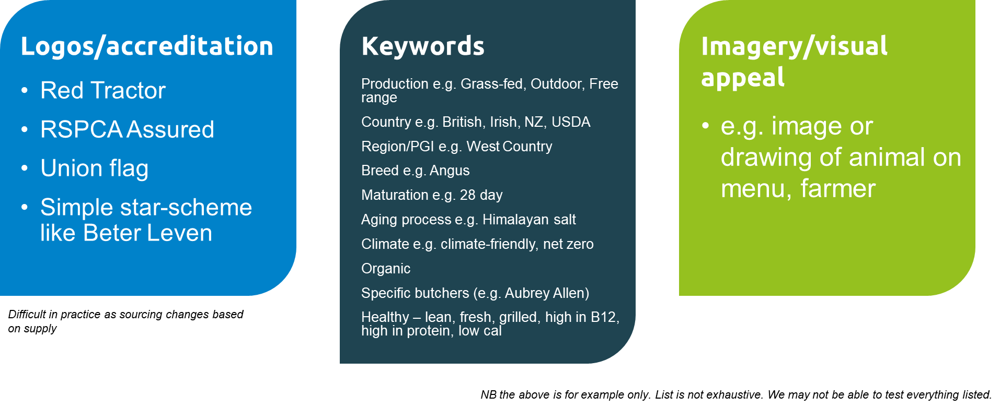 Logos/accreditation
• Red Tractor
• RSPCA Assured
• Union flag
• Simple star-scheme
like Beter Leven
Difficult in practice as sourcing changes based
on supply
Keywords
Production e.g. Grass-fed, Outdoor, Free
range
Country e.g. British, Irish, NZ, USDA
Region/PGI e.g. West Country
Breed e.g. Angus
Maturation e.g. 28 day
Aging process e.g. Himalayan salt
Climate e.g. climate-friendly, net zero
Organic
Specific butchers (e.g. Aubrey Allen)
Healthy – lean, fresh, grilled, high in B12,
high in protein, low cal
Imagery/visual
appeal
• e.g. image or
drawing of animal on
menu, farmer
NB the above is for example only. List is not exhaustive. We may not be able to test everything listed.